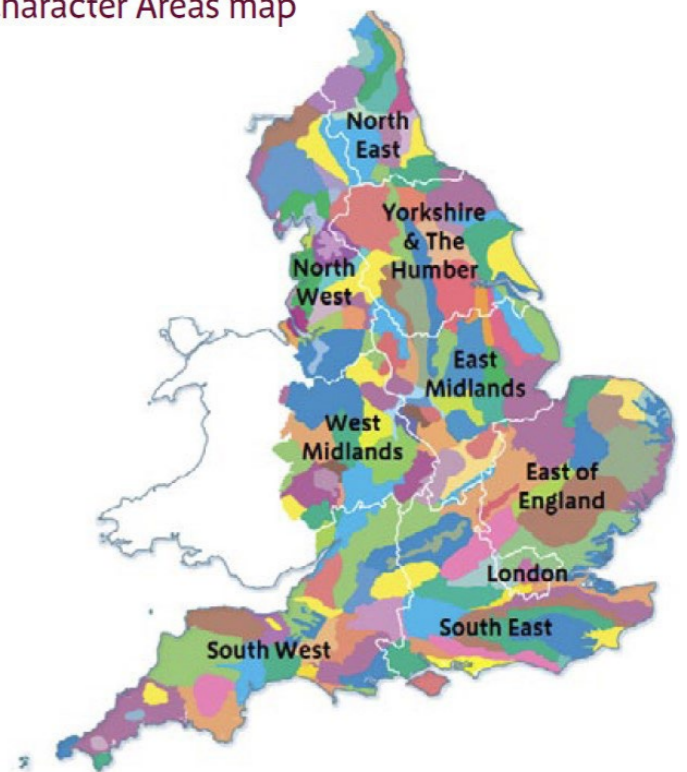 haracter Areas map
North
East
Yorkshire
& The
Humber
North
West
East
Midlands
West
Midlands
East of
England
London
South East
South West